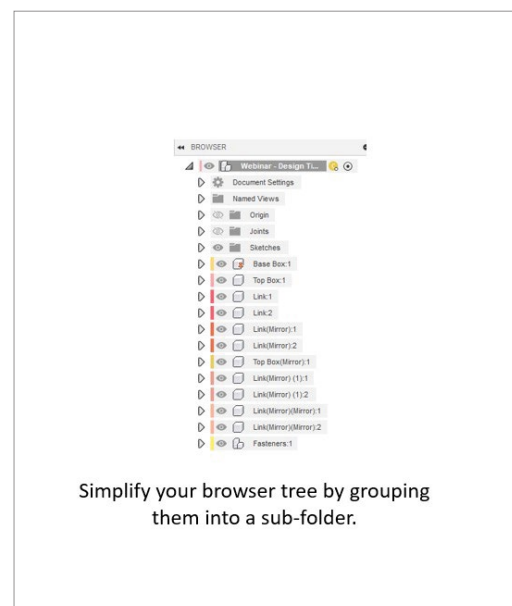 BROWSER
Webinar - Design Ti...
Document Settings
Named Views
Origin
Joints
Sketches
Base Box:1
Top Box:1
Link:1
Link:2
Link(Mirror):1
Link(Mirror):2
Top Box(Mirror):1
Link(Mirror) (1):1
Link(Mirror) (1):2
Link(Mirror)(Mirror):1
Link(Mirror)(Mirror):2
Fasteners:1
Simplify your browser tree by grouping
them into a sub-folder.